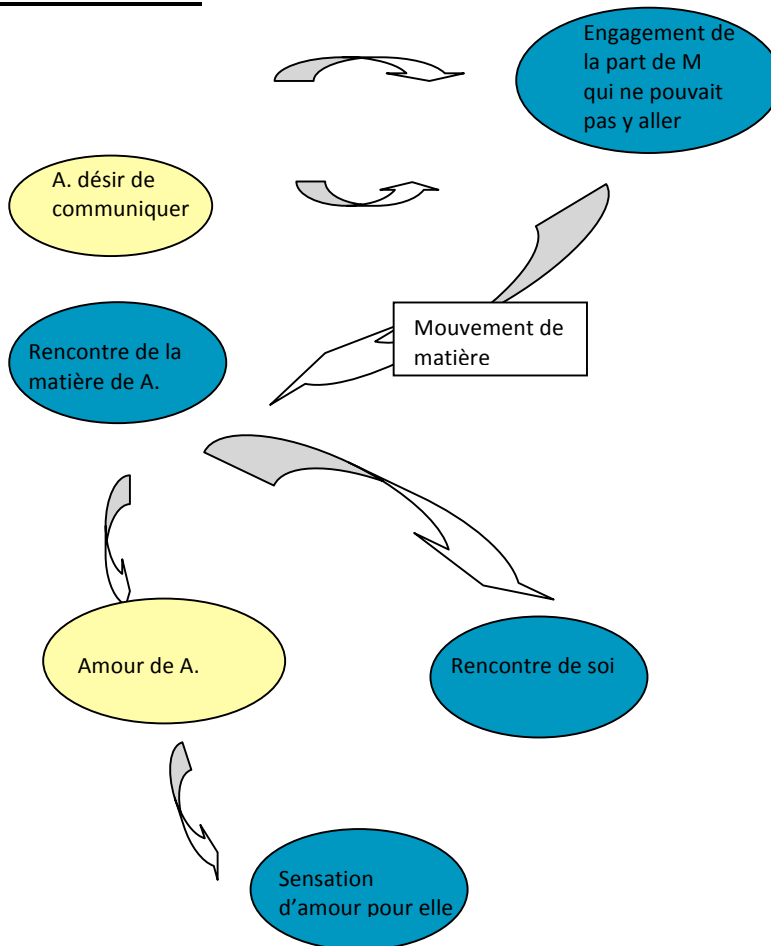 Engagement de
la part de M
qui ne pouvait
pas y aller
A. désir de
communiquer
Mouvement de
matière
Rencontre de la
matière de A.
Amour de A.
Rencontre de soi
Sensation
d’amour pour elle